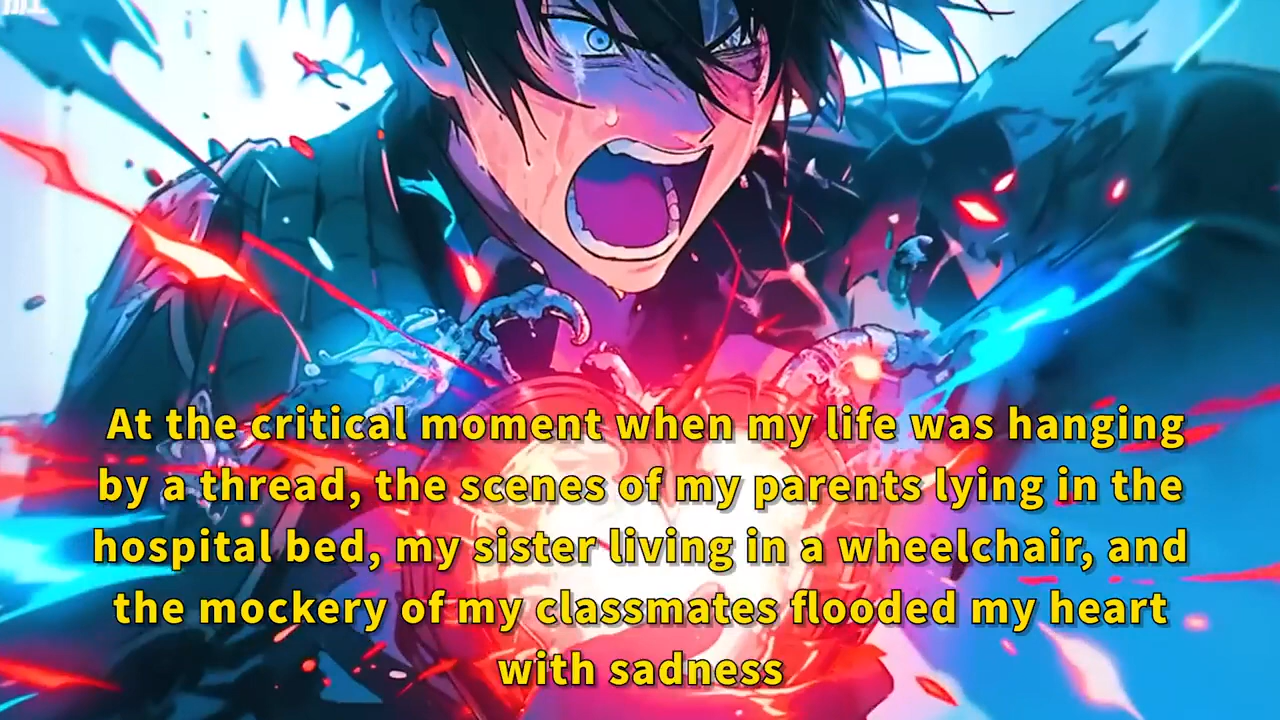 At the critical moment when my life was hanging
by a thread, the scenes of my parents lying in the
hospital bed, my sister living in a wheelchair, and
the mockery of my classmates flooded my heart
with sadness